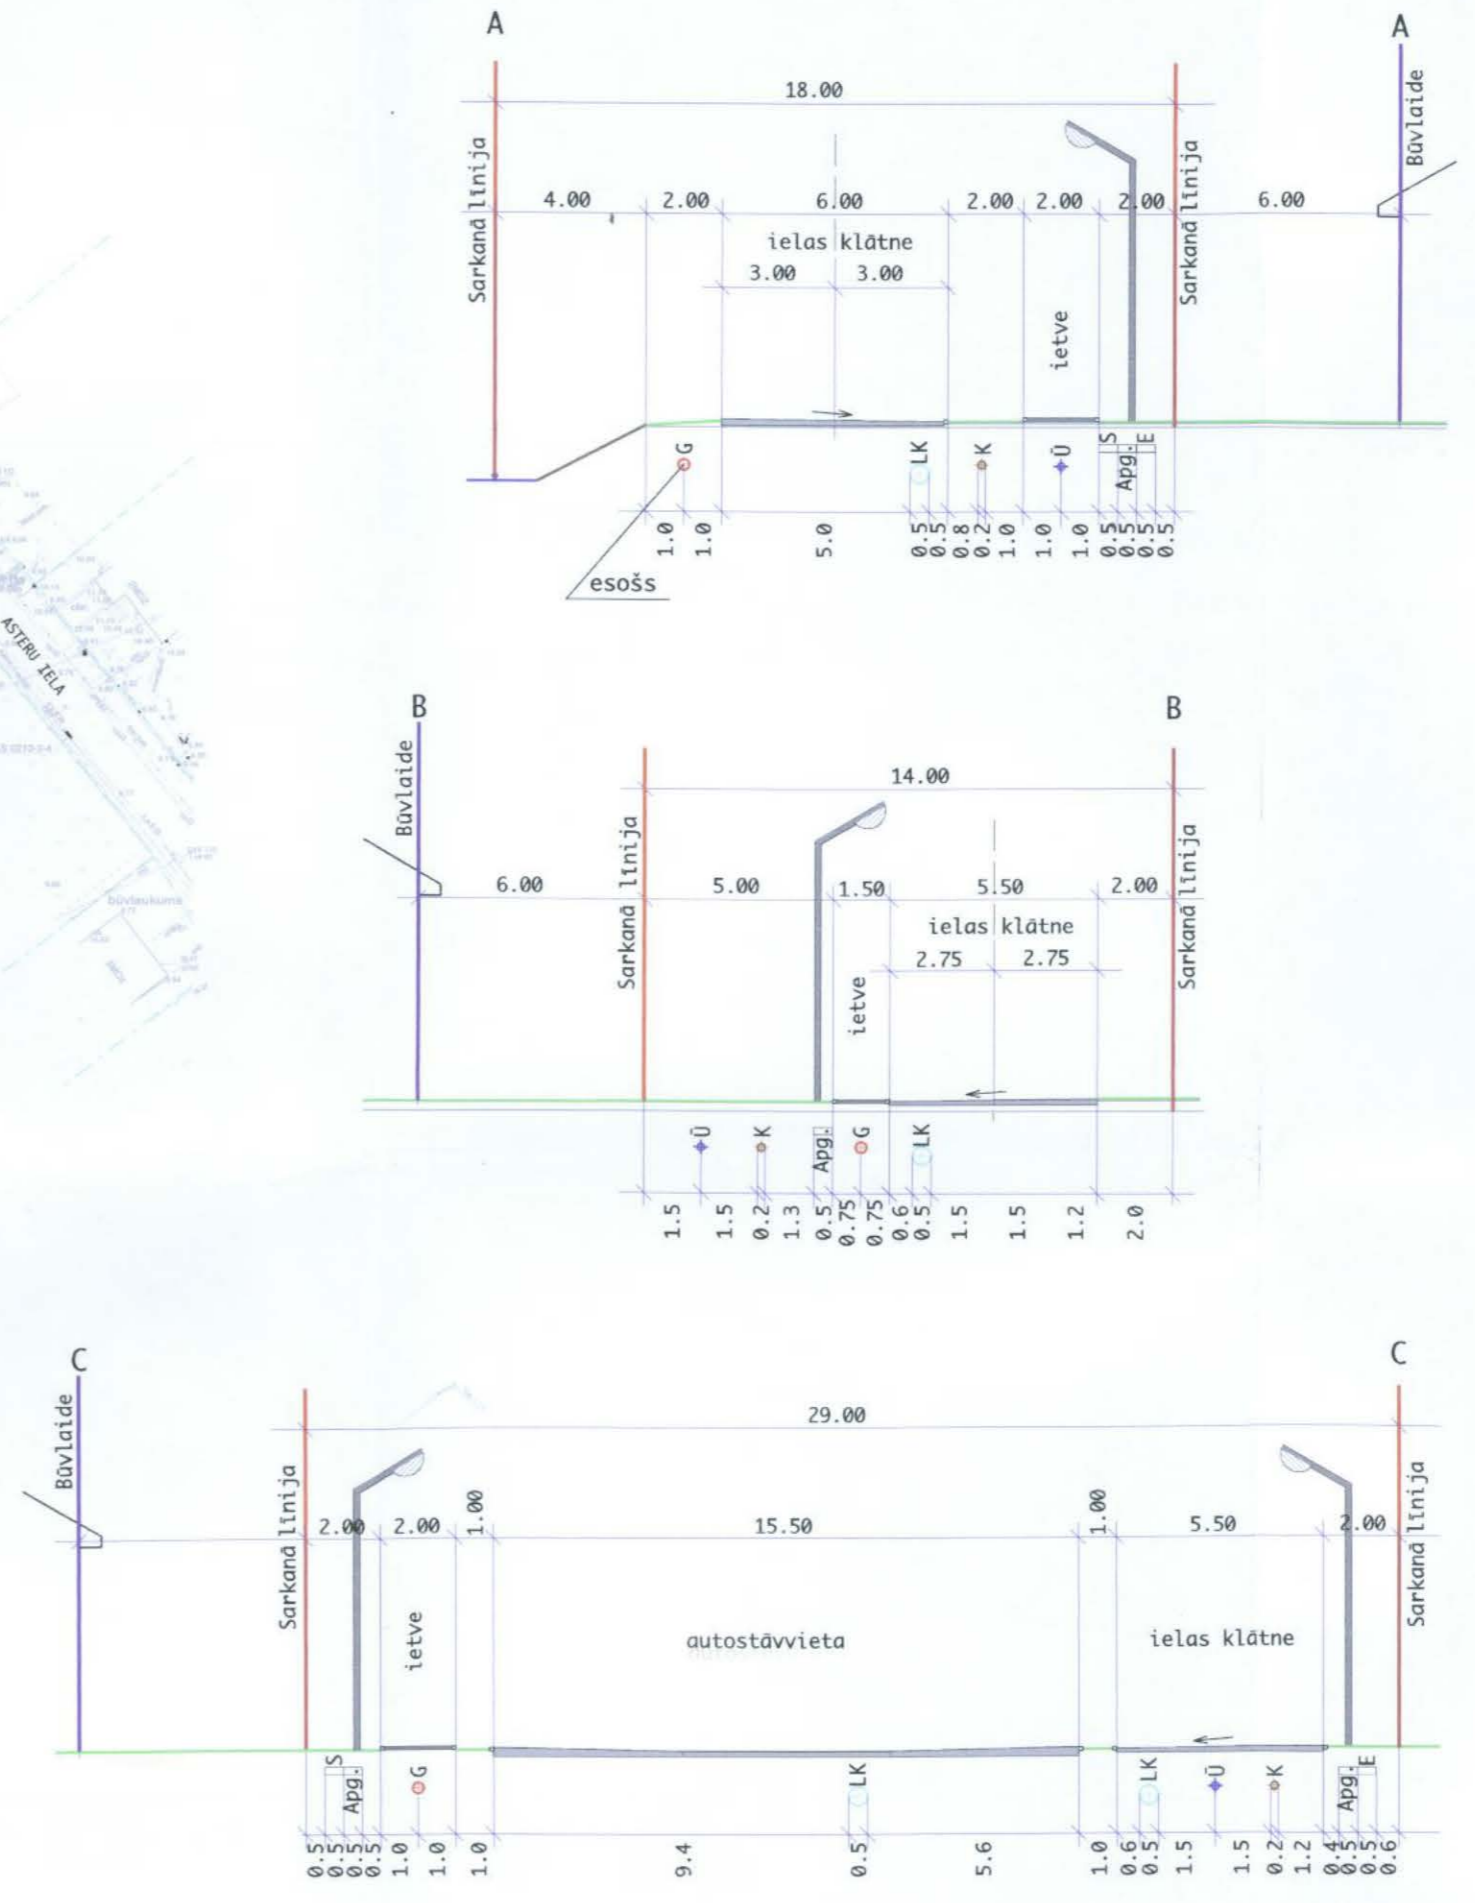 A A
18.00
Sarkanā līnija
Sarkanā līnija
Būvlaide
4.00 2.00 6.00 2.00 2.00 2.00 6.00
ielas klātne
3.00 3.00
ietve
G LK K Ū S Apg. E
1.0 1.0 5.0 0.5 0.5 0.8 0.2 1.0 1.0 1.0 0.5 0.5 0.5 0.5
esošs
ASTERU IELA
būvlaukums
B B
Būvlaide
14.00
Sarkanā līnija
Sarkanā līnija
6.00 5.00 1.50 5.50 2.00
ielas klātne
2.75 2.75
ietve
Ū K Apg. G LK
1.5 1.5 0.2 1.3 0.5 0.75 0.75 0.6 0.5 1.5 1.5 1.2 2.0
C C
Būvlaide
29.00
Sarkanā līnija
Sarkanā līnija
2.00 2.00 1.00 15.50 1.00 5.50 2.00
ietve
autostāvvieta
ielas klātne
S Apg. G LK LK Ū K Apg. E
0.5 0.5 0.5 0.5 1.0 1.0 1.0 9.4 0.5 5.6 1.0 0.6 0.5 1.5 1.5 0.2 1.2 0.4 0.5 0.5 0.6